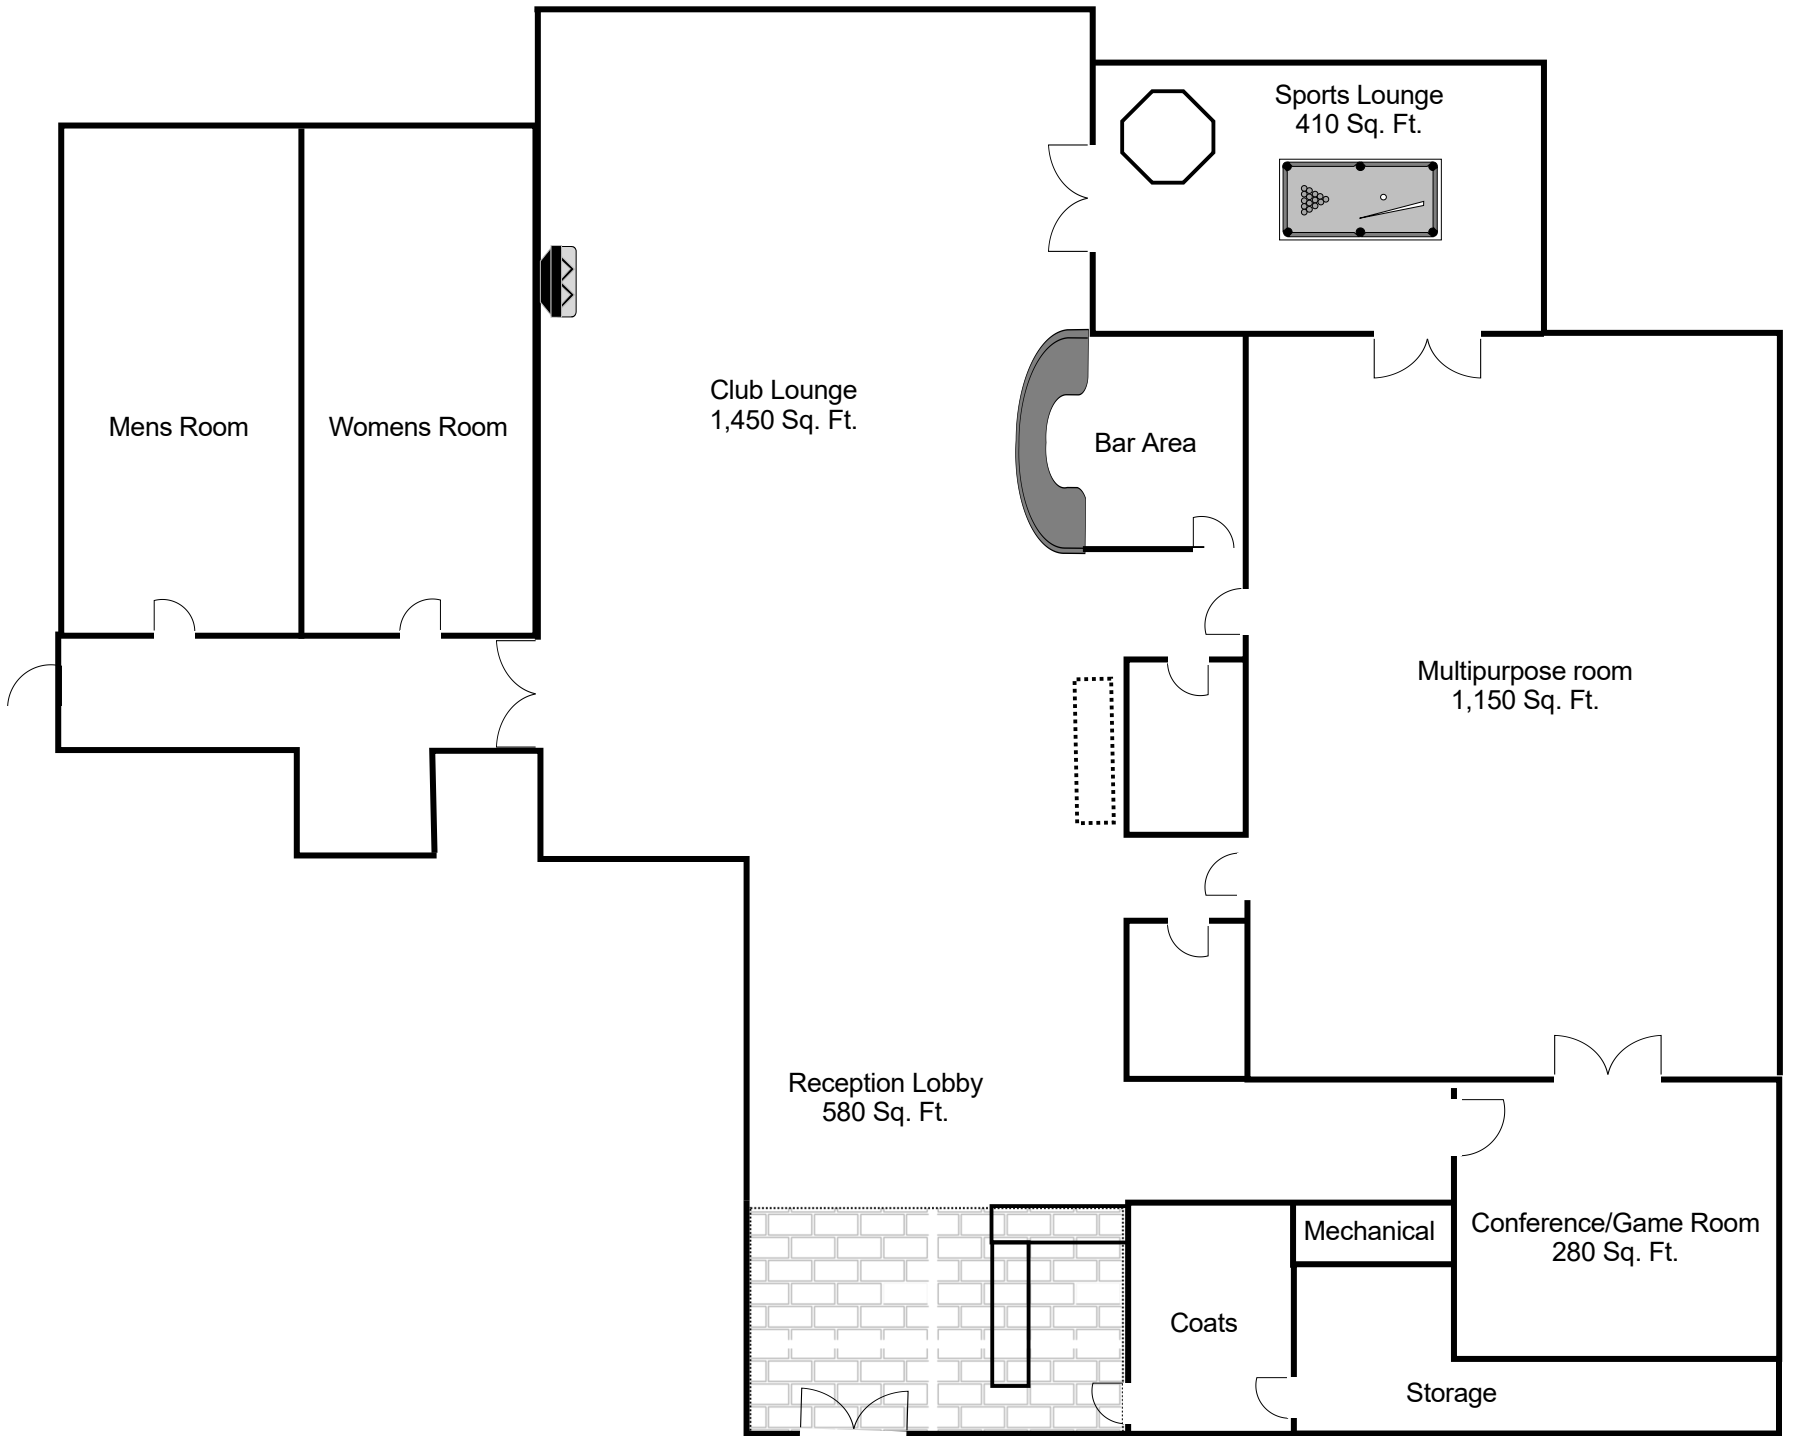 Sports Lounge
410 Sq. Ft.
Club Lounge
1,450 Sq. Ft.
Mens Room
Womens Room
Bar Area
Multipurpose room
1,150 Sq. Ft.
Reception Lobby
580 Sq. Ft.
Mechanical
Conference/Game Room
280 Sq. Ft.
Coats
Storage